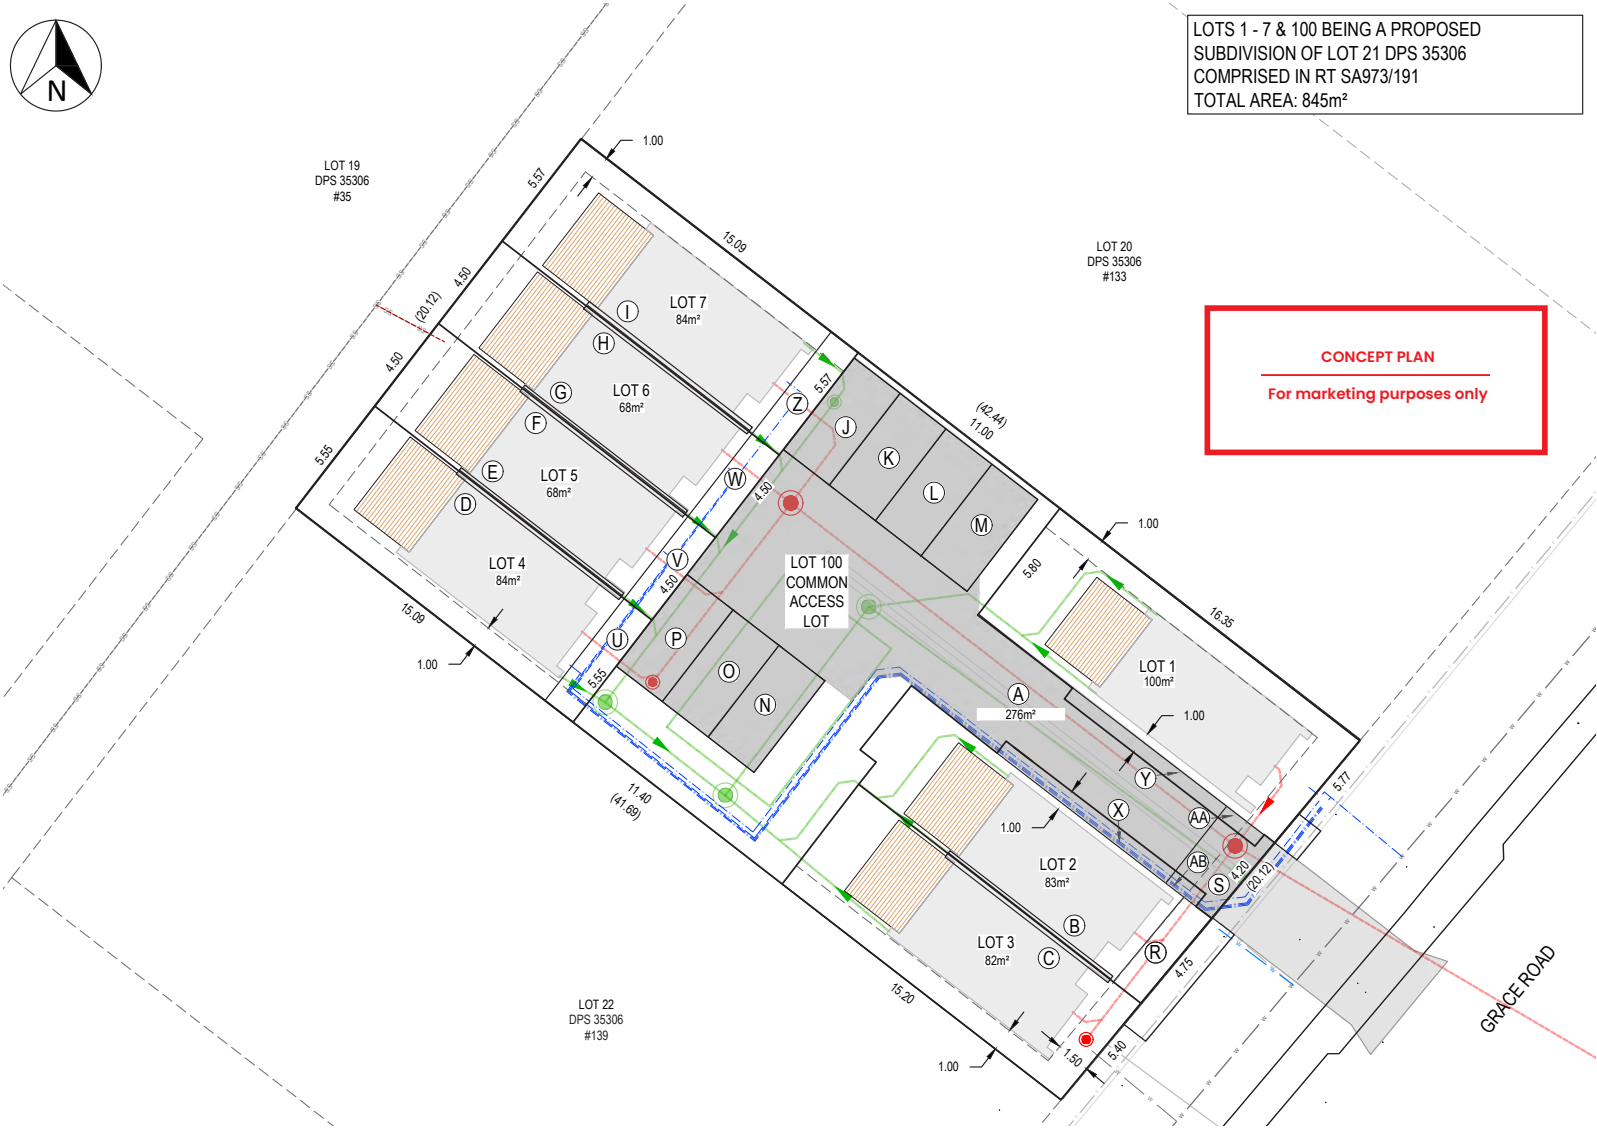 N
LOTS 1 - 7 & 100 BEING A PROPOSED
SUBDIVISION OF LOT 21 DPS 35306
COMPRISED IN RT SA973/191
TOTAL AREA: 845m²
LOT 19
DPS 35306
#35
LOT 20
DPS 35306
#133
CONCEPT PLAN
For marketing purposes only
1.00
5.57
15.09
4.50
(20.12)
4.50
5.55
LOT 7
84m²
I
H
LOT 6
68m²
G
F
LOT 5
68m²
E
D
LOT 4
84m²
15.09
1.00
5.57
Z
J
K
L
M
(42.44)
11.00
W
4.50
V
4.50
U
5.55
P
O
N
LOT 100
COMMON
ACCESS
LOT
1.00
5.80
16.35
LOT 1
100m²
A
276m²
1.00
Y
X
AA
AB
S
4.20
(20.12)
5.77
11.40
(41.69)
1.00
LOT 2
83m²
B
LOT 3
82m²
C
R
4.75
15.20
1.00
1.50
5.40
LOT 22
DPS 35306
#139
GRACE ROAD